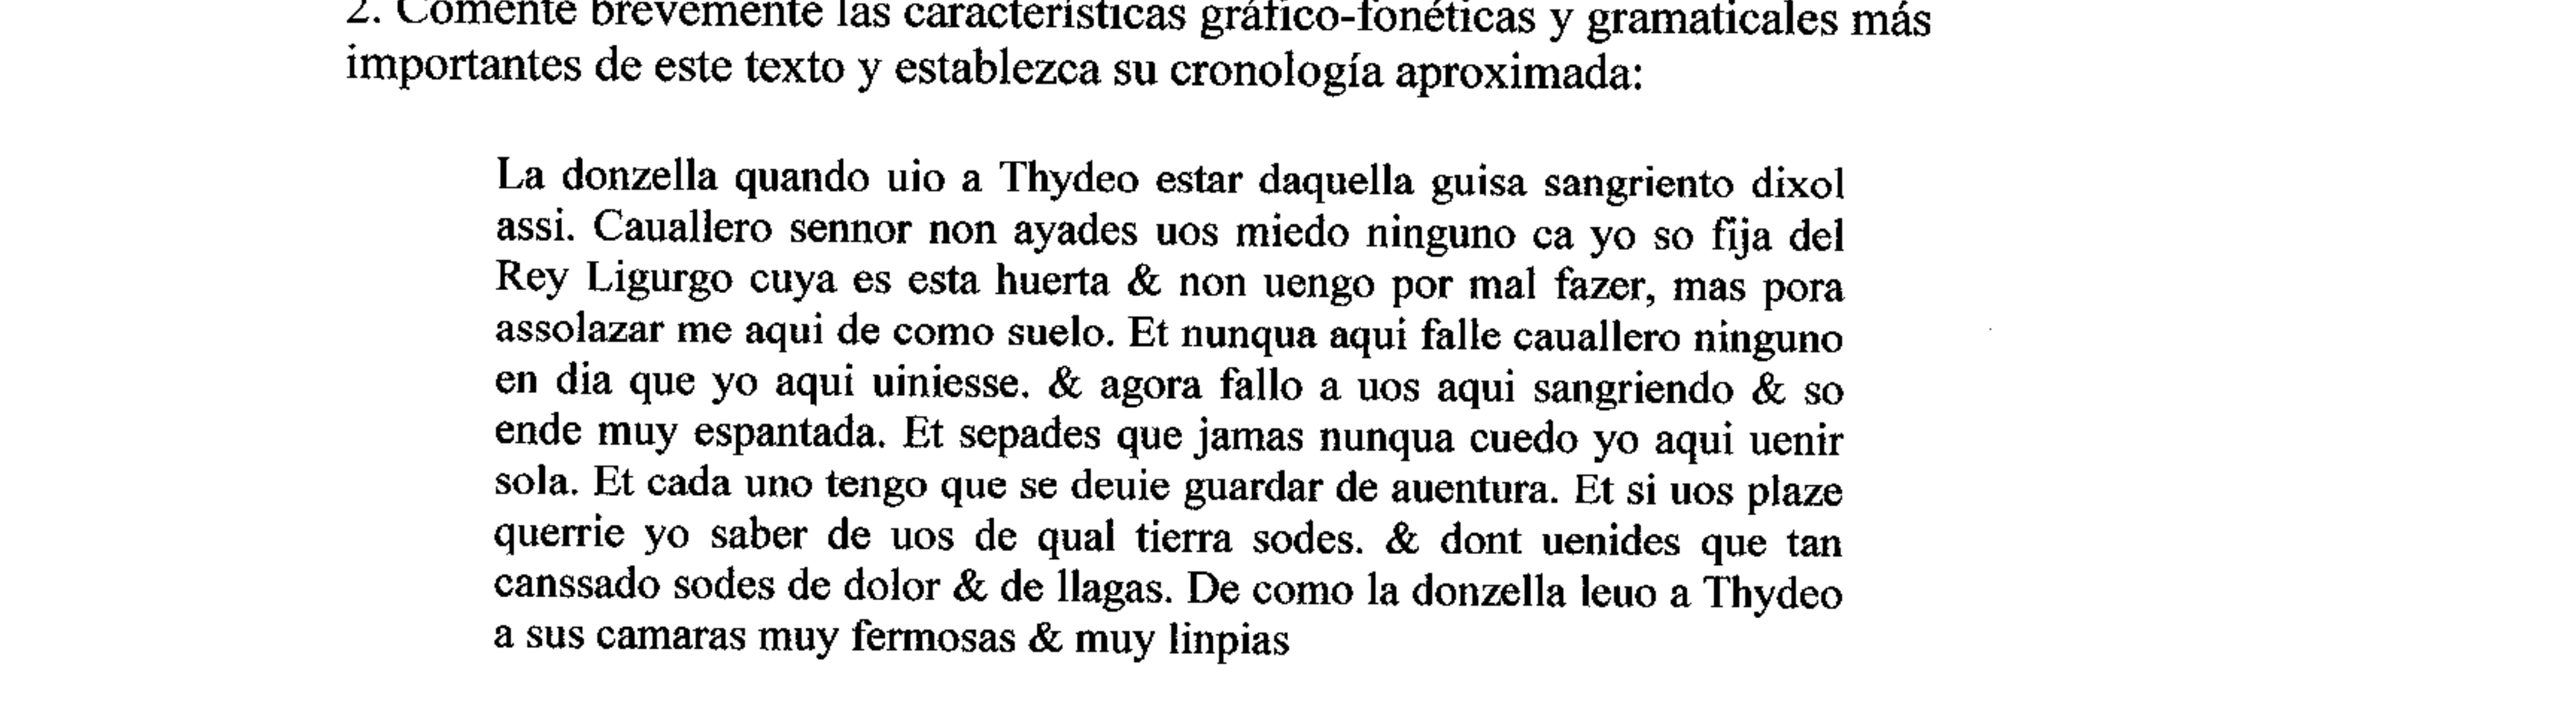 2. Comente brevemente las características gráfico-fonéticas y gramaticales más
importantes de este texto y establezca su cronología aproximada:
La donzella quando uio a Thydeo estar daquella guisa sangriento dixol
assi. Cauallero sennor non ayades uos miedo ninguno ca yo so fija del
Rey Ligurgo cuya es esta huerta & non uengo por mal fazer, mas pora
assolazar me aqui de como suelo. Et nunqua aqui falle cauallero ninguno
en dia que yo aqui uiniesse. & agora fallo a uos aqui sangriendo & so
ende muy espantada. Et sepades que jamas nunqua cuedo yo aqui uenir
sola. Et cada uno tengo que se deuie guardar de auentura. Et si uos plaze
querrie yo saber de uos de qual tierra sodes. & dont uenides que tan
canssado sodes de dolor & de llagas. De como la donzella leuo a Thydeo
a sus camaras muy fermosas & muy linpias